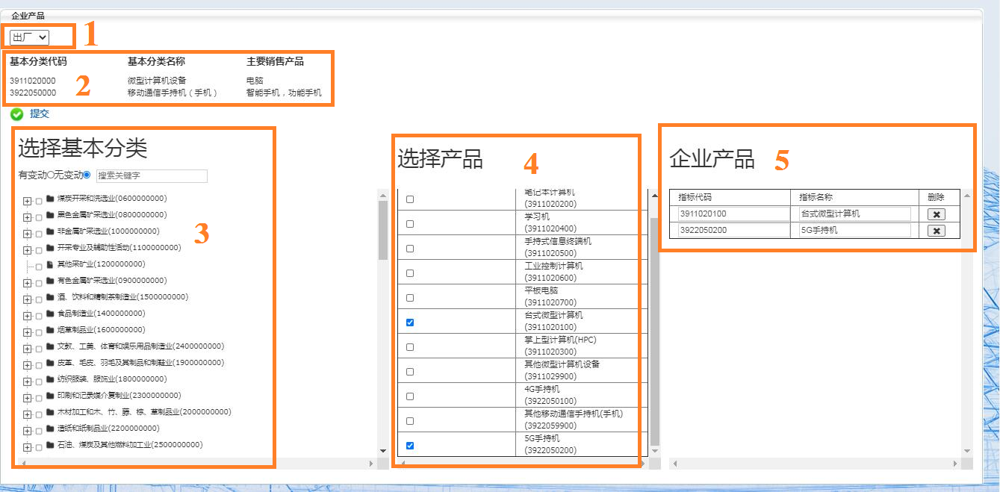 企业产品
出厂
1
基本分类代码 基本分类名称 主要销售产品
3911020000 微型计算机设备 电脑
3922050000 移动通信手持机（手机） 智能手机，功能手机
2
提交
选择基本分类
有变动 无变动 搜索关键字
煤炭开采和洗选业(0600000000)
黑色金属矿采选业(0800000000)
非金属矿采选业(1000000000)
开采专业及辅助性活动(1100000000)
其他采矿业(1200000000)
有色金属矿采选业(0900000000)
酒、饮料和精制茶制造业(1500000000)
食品制造业(1400000000)
烟草制品业(1600000000)
文教、工美、体育和娱乐用品制造业(2400000000)
皮革、毛皮、羽毛及其制品和制鞋业(1900000000)
纺织服装、服饰业(1800000000)
印刷和记录媒介复制业(2300000000)
木材加工和木、竹、藤、棕、草制品业(2000000000)
造纸和纸制品业(2200000000)
石油、煤炭及其他燃料加工业(2500000000)
3
选择产品
4
笔记本计算机
(3911020200)
学习机
(3911020400)
手持式信息终端机
(3911020500)
工业控制计算机
(3911020600)
平板电脑
(3911020700)
台式微型计算机
(3911020100)
掌上型计算机(HPC)
(3911020300)
其他微型计算机设备
(3911029900)
4G手持机
(3922050100)
其他移动通信手持机(手机)
(3922059900)
5G手持机
(3922050200)
企业产品
5
指标代码 指标名称 删除
3911020100 台式微型计算机
3922050200 5G手持机